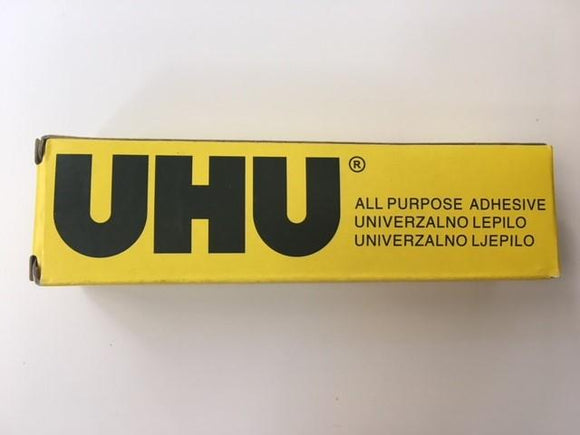 UHU®
ALL PURPOSE ADHESIVE
UNIVERZALNO LEPILO
UNIVERZALNO LJEPILO